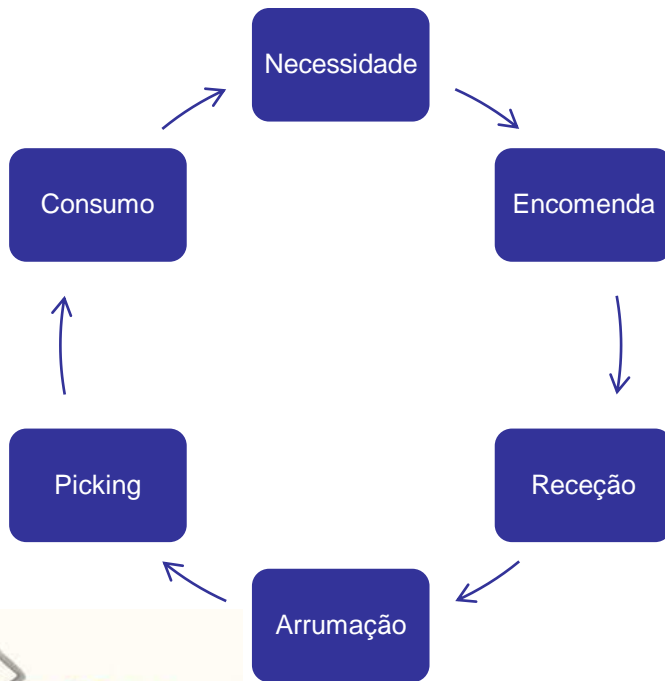 Necessidade
Encomenda
Receção
Arrumação
Picking
Consumo